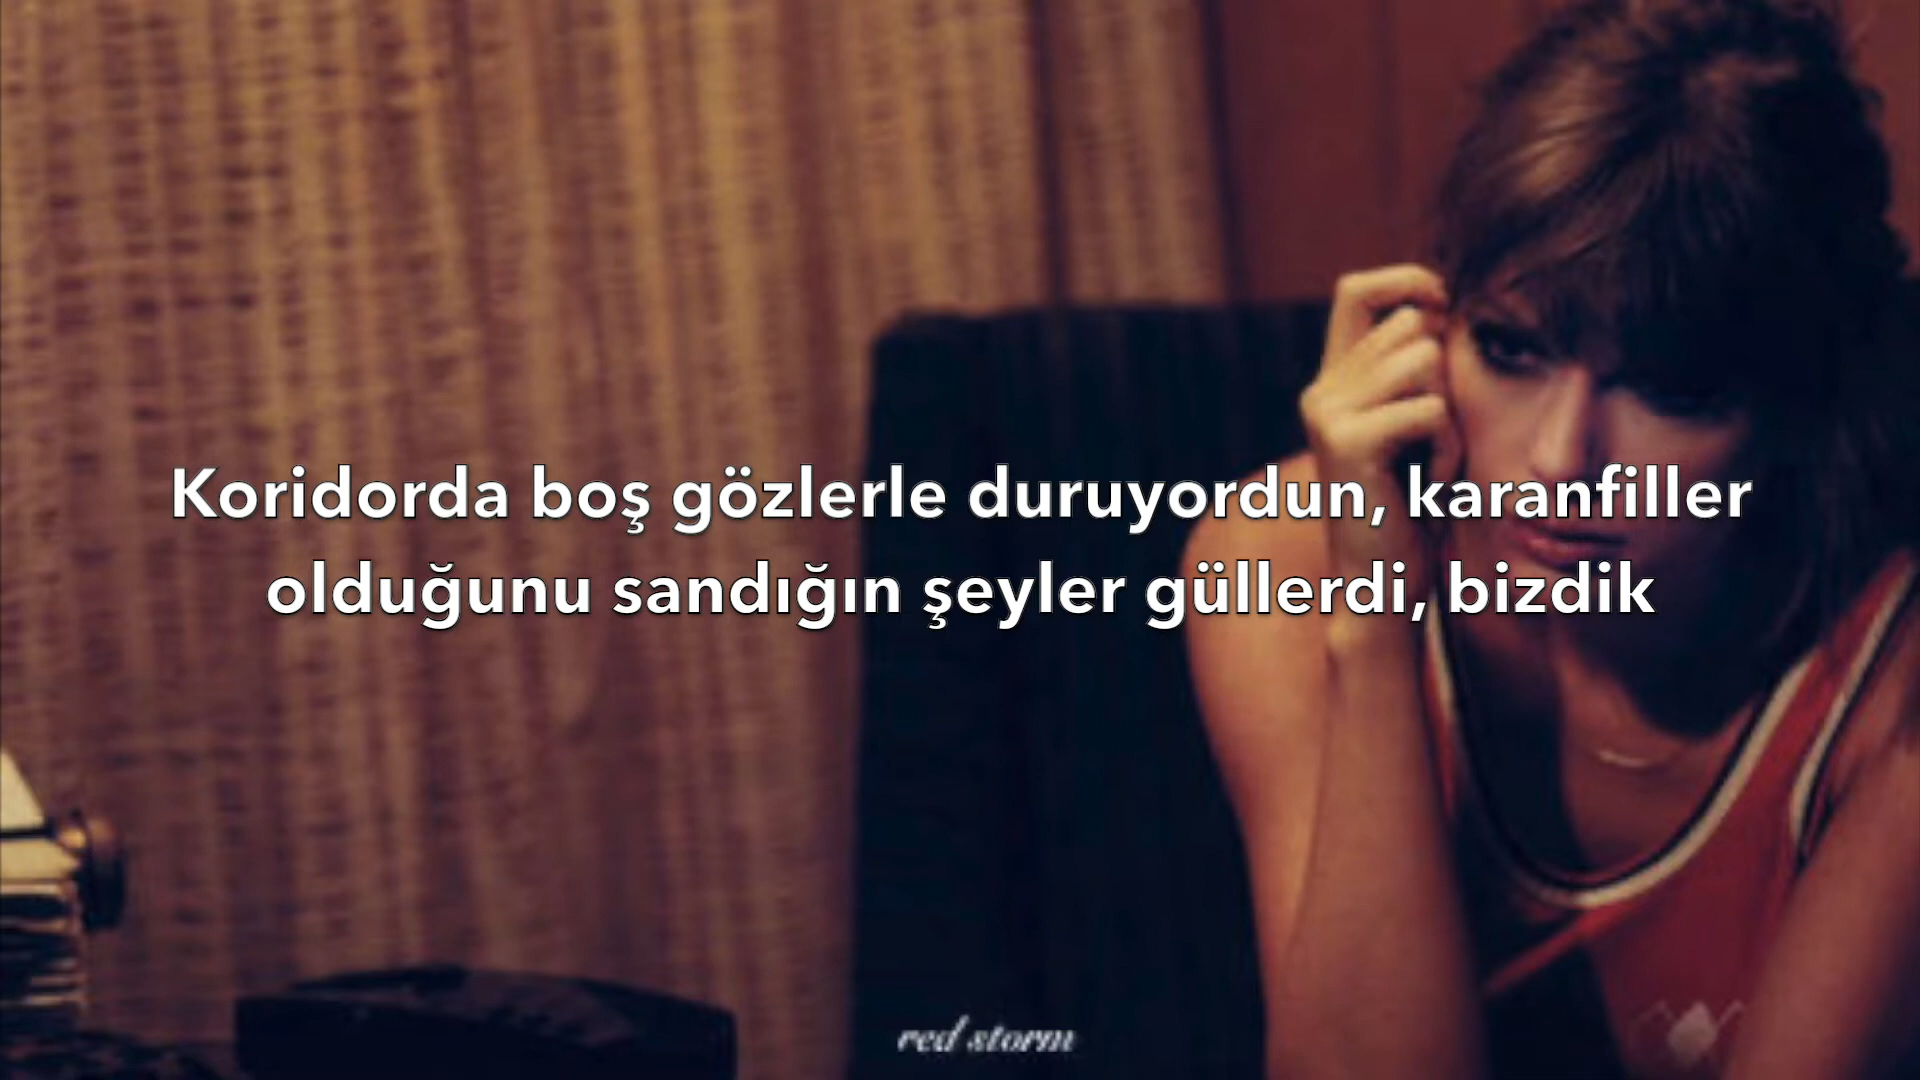 Koridorda boş gözlerle duruyordun, karanfiller
olduğunu sandığın şeyler güllerdi, bizdik
red storm